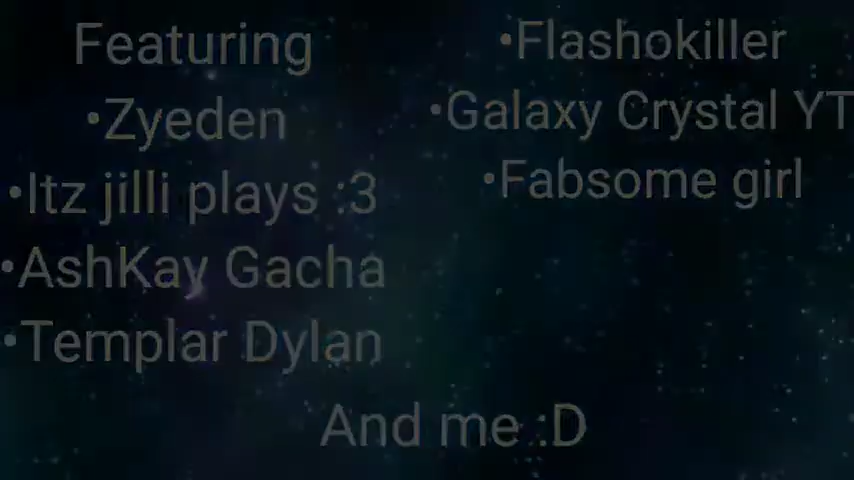 Featuring
•Zyeden
•Itz jilli plays :3
•AshKay Gacha
•Templar Dylan
•Flashokiller
•Galaxy Crystal YT
•Fabsome girl
And me :D